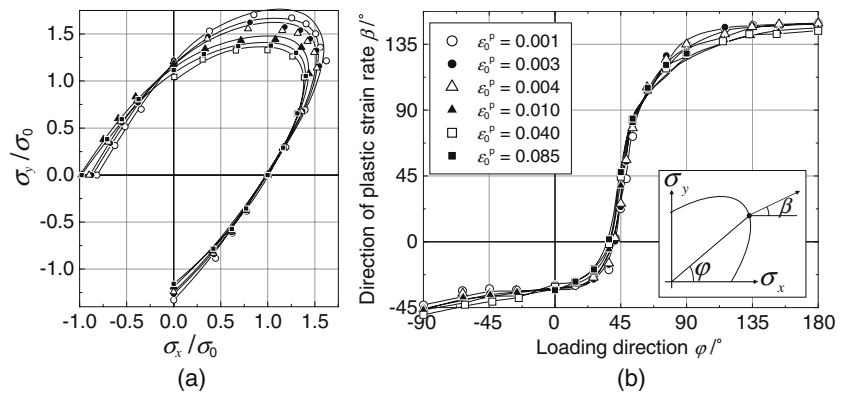 1.5
1.0
0.5
0.0
-0.5
-1.0
σy/σ0
-1.0 -0.5 0.0 0.5 1.0 1.5
σx/σ0
(a)
Direction of plastic strain rate β/°
135
90
45
0
-45
ε0ᵖ = 0.001
ε0ᵖ = 0.003
ε0ᵖ = 0.004
ε0ᵖ = 0.010
ε0ᵖ = 0.040
ε0ᵖ = 0.085
σy
β
φ
σx
-90 -45 0 45 90 135 180
Loading direction φ/°
(b)